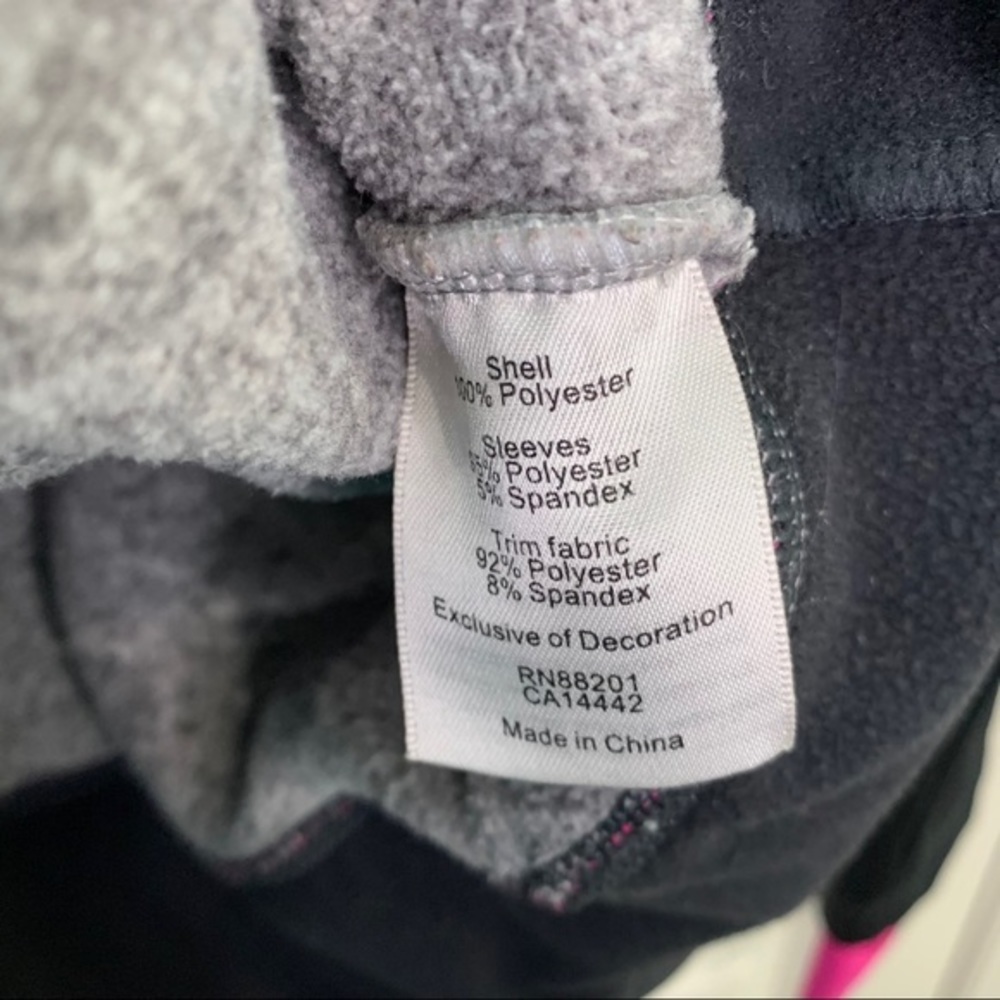 Shell
100% Polyester
Sleeves
Polyester
5% Spandex
Trim fabric
92% Polyester
8% Spandex
Exclusive of Decoration
RN88201
CA14442
Made in China